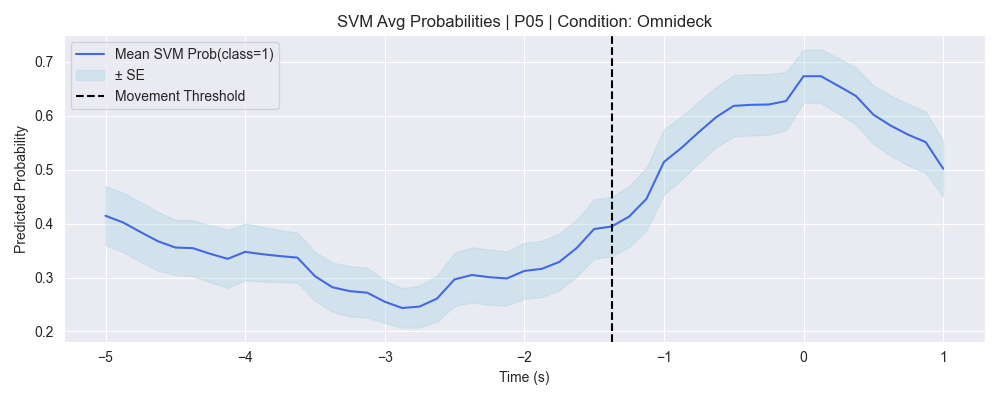 SVM Avg Probabilities | P05 | Condition: Omnideck
Mean SVM Prob(class=1)
± SE
Movement Threshold
Predicted Probability
0.7
0.6
0.5
0.4
0.3
0.2
−5
−4
−3
−2
−1
0
1
Time (s)